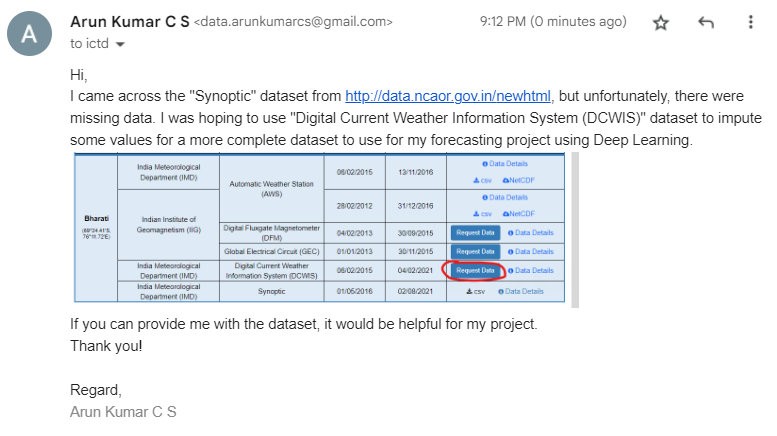 A
Arun Kumar C S <data.arunkumarcs@gmail.com>
9:12 PM (0 minutes ago)
to ictd
Hi,
I came across the "Synoptic" dataset from http://data.ncaor.gov.in/newhtml, but unfortunately, there were
missing data. I was hoping to use "Digital Current Weather Information System (DCWIS)" dataset to impute
some values for a more complete dataset to use for my forecasting project using Deep Learning.
Bharati
(69°24.41'S,
76°11.72'E)
India Meteorological
Department (IMD)
Automatic Weather Station
(AWS)
06/02/2015
13/11/2016
Data Details
csv NetCDF
Indian Institute of
Geomagnetism (IIG)
28/02/2012
31/12/2016
Data Details
csv NetCDF
Digital Fluxgate Magnetometer
(DFM)
04/02/2013
30/09/2015
Request Data
Data Details
Global Electrical Circuit (GEC)
01/01/2013
30/11/2015
Request Data
Data Details
India Meteorological
Department (IMD)
Digital Current Weather
Information System (DCWIS)
06/02/2015
04/02/2021
Request Data
Data Details
India Meteorological
Department (IMD)
Synoptic
01/05/2016
02/08/2021
csv
Data Details
If you can provide me with the dataset, it would be helpful for my project.
Thank you!
Regard,
Arun Kumar C S